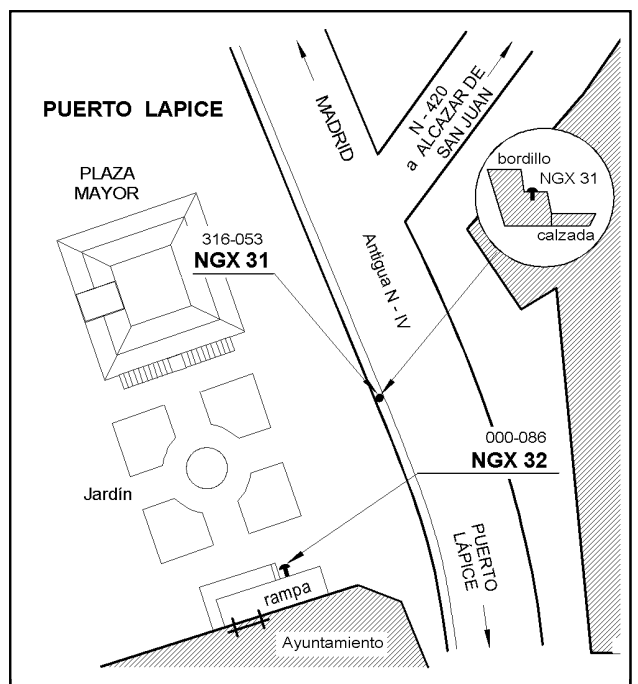 PUERTO LAPICE
PLAZA
MAYOR
MADRID
N - 420
a ALCAZAR DE
SAN JUAN
bordillo
NGX 31
calzada
316-053
NGX 31
Antigua N - IV
000-086
NGX 32
Jardín
PUERTO
LÁPICE
rampa
Ayuntamiento